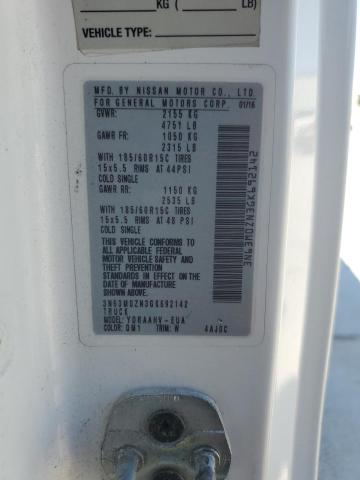 KG ( LB)
VEHICLE TYPE:
MFD. BY NISSAN MOTOR CO., LTD.
FOR GENERAL MOTORS CORP. 01/16
GVWR: 2155 KG
4751 LB
GAWR FR: 1050 KG
2315 LB
WITH 185/60R15C TIRES
15x5.5 RIMS AT 44PSI
COLD SINGLE
GAWR RR: 1150 KG
2535 LB
WITH 185/60R15C TIRES
15x5.5 RIMS AT 48 PSI
COLD SINGLE
THIS VEHICLE CONFORMS TO
ALL APPLICABLE FEDERAL
MOTOR VEHICLE SAFETY AND
THEFT PREVENTION
STANDARDS IN EFFECT ON THE
DATE OF MANUFACTURE
SHOWN ABOVE.
3N63M0ZN3GK692142
TRUCK
MODEL: YDRAAHV-EUA
COLOR: QM1 TRIM: W 4AJ0C
3N63M0ZN3GK692142